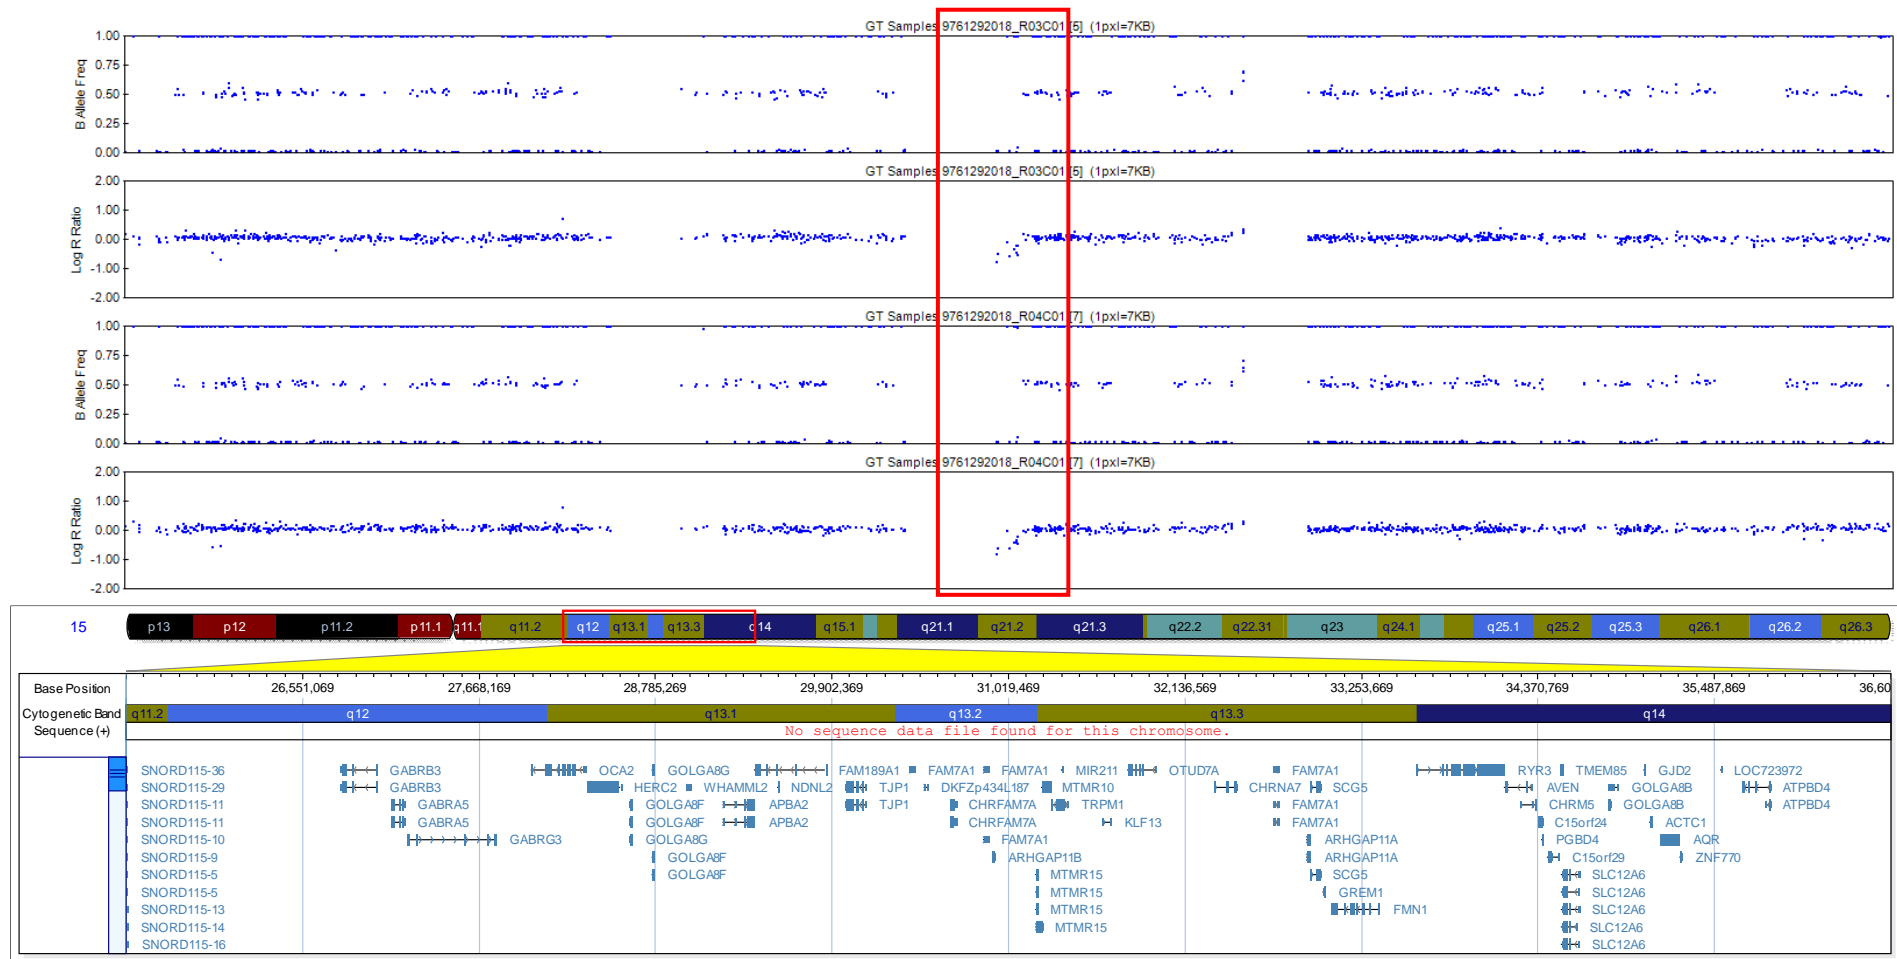 GT Samples 9761292018_R03C01 [5] (1pxl=7KB)
1.00
0.75
0.50
0.25
0.00
B Allele Freq
GT Samples 9761292018_R03C01 [5] (1pxl=7KB)
2.00
1.00
0.00
-1.00
-2.00
Log R Ratio
GT Samples 9761292018_R04C01 [7] (1pxl=7KB)
1.00
0.75
0.50
0.25
0.00
B Allele Freq
GT Samples 9761292018_R04C01 [7] (1pxl=7KB)
2.00
1.00
0.00
-1.00
-2.00
Log R Ratio
15 p13 p12 p11.2 p11.1 q11.1 q11.2 q12 q13.1 q13.3 q14 q15.1 q21.1 q21.2 q21.3 q22.2 q22.31 q23 q24.1 q25.1 q25.2 q25.3 q26.1 q26.2 q26.3
Base Position 26,551,069 27,668,169 28,785,269 29,902,369 31,019,469 32,136,569 33,253,669 34,370,769 35,487,869 36,60
Cytogenetic Band q11.2 q12 q13.1 q13.2 q13.3 q14
Sequence (+) No sequence data file found for this chromosome.
SNORD115-36 GABRB3 OCA2 GOLGA8G FAM189A1 FAM7A1 FAM7A1 MIR211 OTUD7A FAM7A1 RYR3 TMEM85 GJD2 LOC723972
SNORD115-29 GABRB3 HERC2 WHAMML2 NDNL2 TJP1 DKFZp434L187 MTMR10 CHRNA7 SCG5 AVEN GOLGA8B ATPBD4
SNORD115-11 GABRA5 GOLGA8F APBA2 TJP1 CHRFAM7A TRPM1 FAM7A1 CHRM5 GOLGA8B ATPBD4
SNORD115-11 GABRA5 GOLGA8F APBA2 CHRFAM7A KLF13 FAM7A1 C15orf24 ACTC1
SNORD115-10 GABRG3 GOLGA8G FAM7A1 ARHGAP11A PGBD4 AQR
SNORD115-9 GOLGA8F ARHGAP11B ARHGAP11A C15orf29 ZNF770
SNORD115-5 GOLGA8F MTMR15 SCG5 SLC12A6
SNORD115-5 MTMR15 GREM1 SLC12A6
SNORD115-13 MTMR15 FMN1 SLC12A6
SNORD115-14 MTMR15 SLC12A6
SNORD115-16 SLC12A6